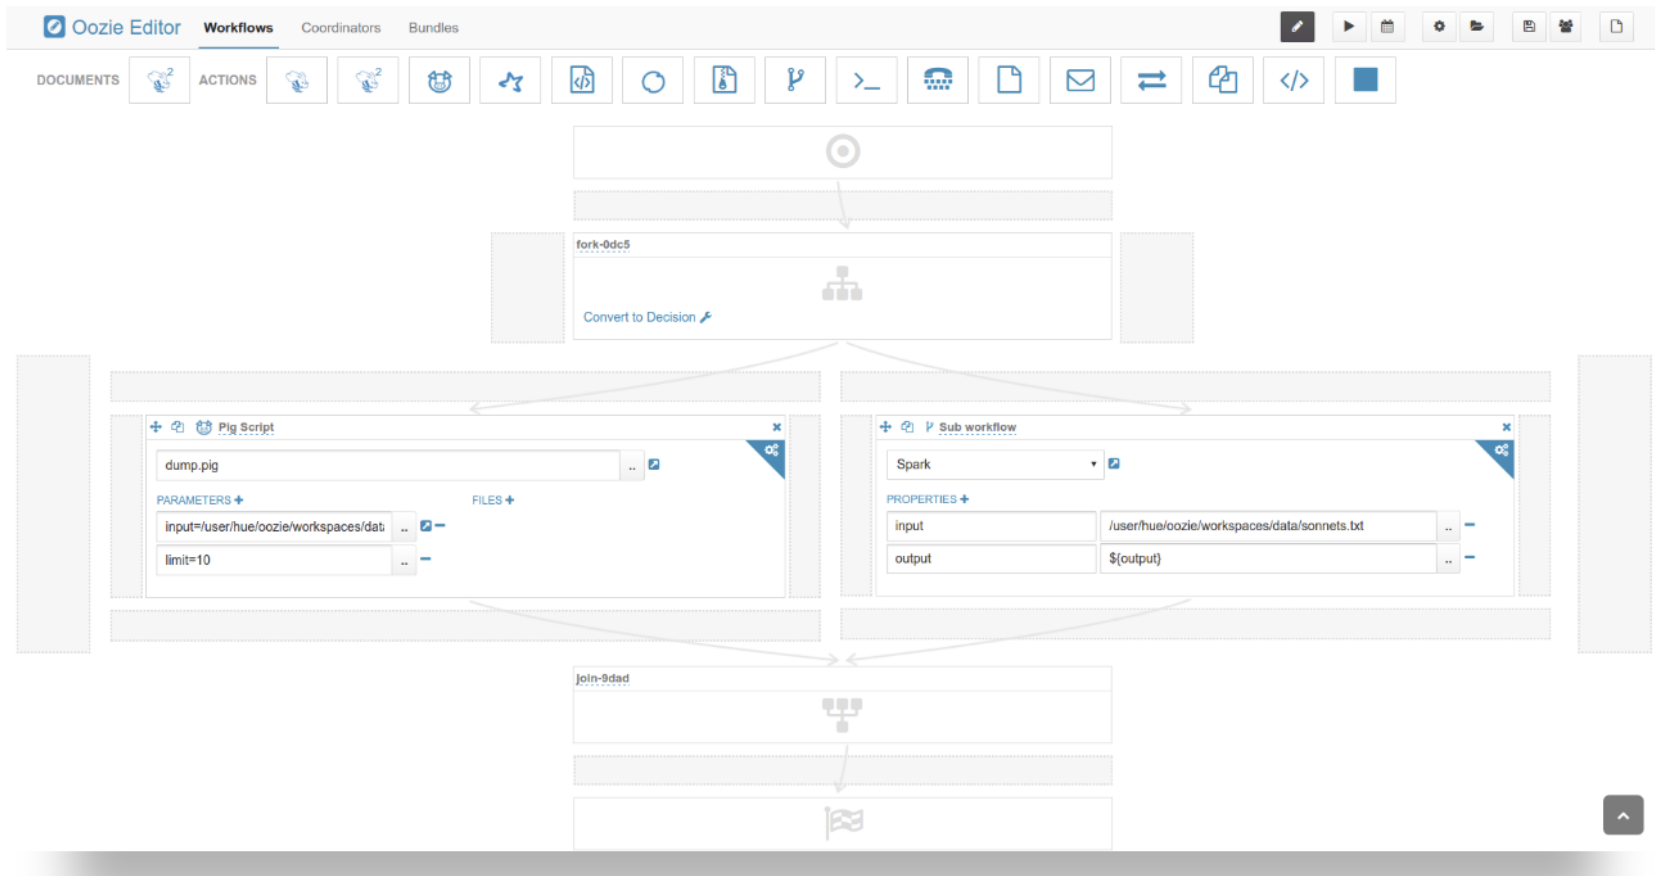 Oozie Editor Workflows Coordinators Bundles
DOCUMENTS 2 ACTIONS 2
fork-0dc5
Convert to Decision
Pig Script
dump.pig ..
PARAMETERS FILES
input=/user/hue/oozie/workspaces/dat ..
limit=10 ..
Sub workflow
Spark
PROPERTIES
input /user/hue/oozie/workspaces/data/sonnets.txt ..
output ${output} ..
join-9dad